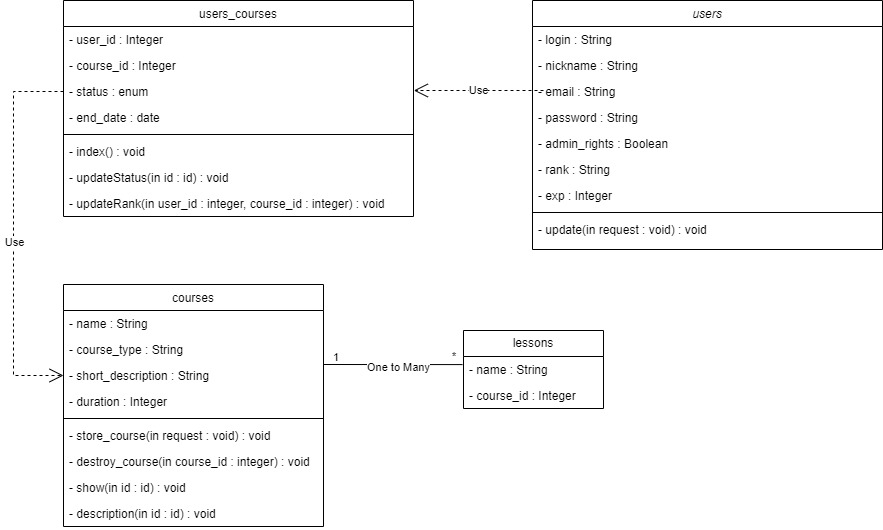 users_courses
- user_id : Integer
- course_id : Integer
- status : enum
- end_date : date
- index() : void
- updateStatus(in id : id) : void
- updateRank(in user_id : integer, course_id : integer) : void
users
- login : String
- nickname : String
- email : String
- password : String
- admin_rights : Boolean
- rank : String
- exp : Integer
- update(in request : void) : void
Use
Use
courses
- name : String
- course_type : String
- short_description : String
- duration : Integer
- store_course(in request : void) : void
- destroy_course(in course_id : integer) : void
- show(in id : id) : void
- description(in id : id) : void
1
One to Many
*
lessons
- name : String
- course_id : Integer